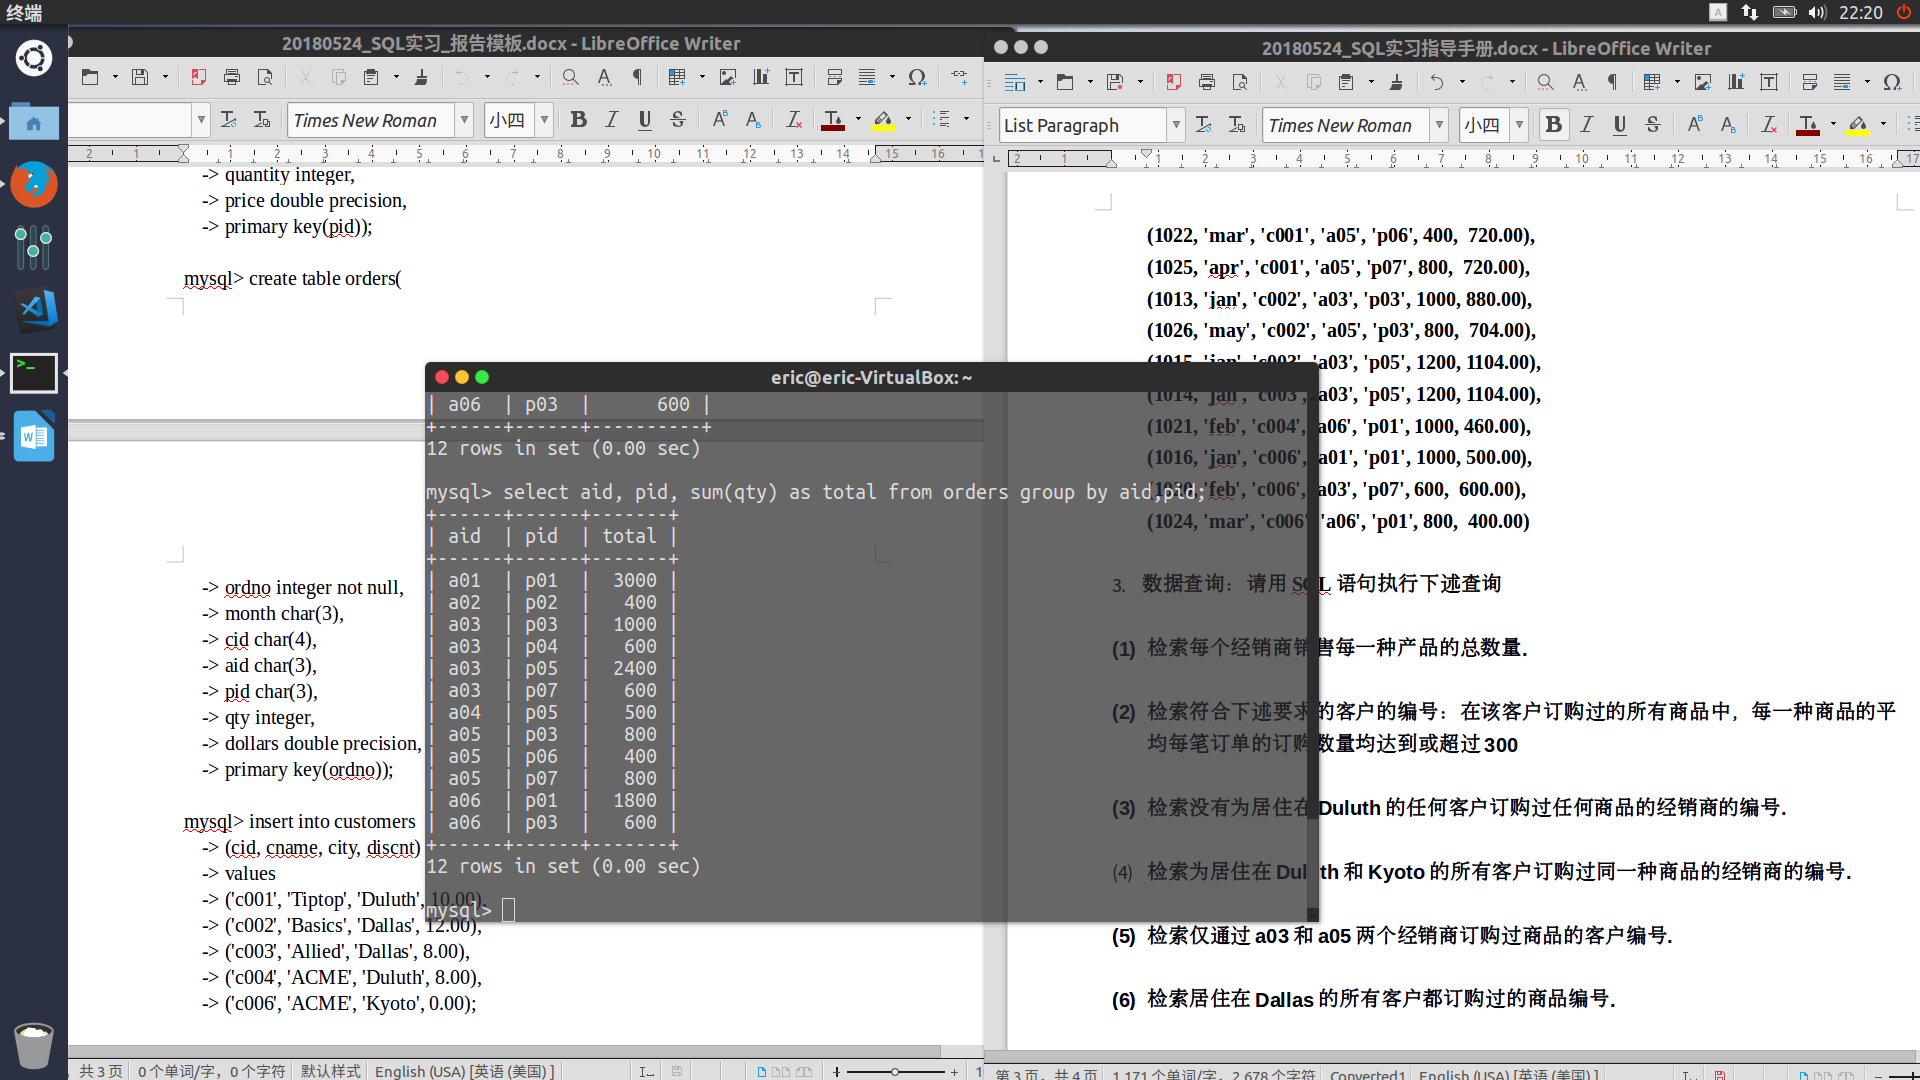 终端
22:20
20180524_SQL实习_报告模板.docx - LibreOffice Writer
Times New Roman
小四
-> quantity integer,
-> price double precision,
-> primary key(pid));
mysql> create table orders(
-> ordno integer not null,
-> month char(3),
-> cid char(4),
-> aid char(3),
-> pid char(3),
-> qty integer,
-> dollars double precision,
-> primary key(ordno));
mysql> insert into customers
-> (cid, cname, city, discnt)
-> values
-> ('c001', 'Tiptop', 'Duluth', 10.00),
-> ('c002', 'Basics', 'Dallas', 12.00),
-> ('c003', 'Allied', 'Dallas', 8.00),
-> ('c004', 'ACME', 'Duluth', 8.00),
-> ('c006', 'ACME', 'Kyoto', 0.00);
共 3 页
0 个单词/字，0 个字符
默认样式
English (USA) [英语 (美国)]
eric@eric-VirtualBox: ~
| a06 | p03 | 600 |
+------+------+----------+
12 rows in set (0.00 sec)
mysql> select aid, pid, sum(qty) as total from orders group by aid,pid;
+------+------+-------+
| aid | pid | total |
+------+------+-------+
| a01 | p01 | 3000 |
| a02 | p02 | 400 |
| a03 | p03 | 1000 |
| a03 | p04 | 600 |
| a03 | p05 | 2400 |
| a03 | p07 | 600 |
| a04 | p05 | 500 |
| a05 | p03 | 800 |
| a05 | p06 | 400 |
| a05 | p07 | 800 |
| a06 | p01 | 1800 |
| a06 | p03 | 600 |
+------+------+-------+
12 rows in set (0.00 sec)
mysql>
20180524_SQL实习指导手册.docx - LibreOffice Writer
List Paragraph
Times New Roman
小四
(1022, 'mar', 'c001', 'a05', 'p06', 400, 720.00),
(1025, 'apr', 'c001', 'a05', 'p07', 800, 720.00),
(1013, 'jan', 'c002', 'a03', 'p03', 1000, 880.00),
(1026, 'may', 'c002', 'a05', 'p03', 800, 704.00),
(1015, 'jan', 'c003', 'a03', 'p05', 1200, 1104.00),
(1014, 'jan', 'c003', 'a03', 'p05', 1200, 1104.00),
(1021, 'feb', 'c004', 'a06', 'p01', 1000, 460.00),
(1016, 'jan', 'c006', 'a01', 'p01', 1000, 500.00),
(1020, 'feb', 'c006', 'a03', 'p07', 600, 600.00),
(1024, 'mar', 'c006', 'a06', 'p01', 800, 400.00)
3. 数据查询：请用 SQL 语句执行下述查询
(1) 检索每个经销商销售每一种产品的总数量.
(2) 检索符合下述要求的客户的编号：在该客户订购过的所有商品中，每一种商品的平
均每笔订单的订购数量均达到或超过 300
(3) 检索没有为居住在 Duluth 的任何客户订购过任何商品的经销商的编号.
(4) 检索为居住在 Duluth 和 Kyoto 的所有客户订购过同一种商品的经销商的编号.
(5) 检索仅通过 a03 和 a05 两个经销商订购过商品的客户编号.
(6) 检索居住在 Dallas 的所有客户都订购过的商品编号.
第 3 页，共 4 页
1,171 个单词/字，2,678 个字符
Converted1
English (USA) [英语 (美国)]